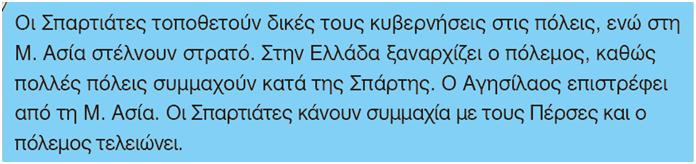 Οι Σπαρτιάτες τοποθετούν δικές τους κυβερνήσεις στις πόλεις, ενώ στη
Μ. Ασία στέλνουν στρατό. Στην Ελλάδα ξαναρχίζει ο πόλεμος, καθώς
πολλές πόλεις συμμαχούν κατά της Σπάρτης. Ο Αγησίλαος επιστρέφει
από τη Μ. Ασία. Οι Σπαρτιάτες κάνουν συμμαχία με τους Πέρσες και ο
πόλεμος τελειώνει.